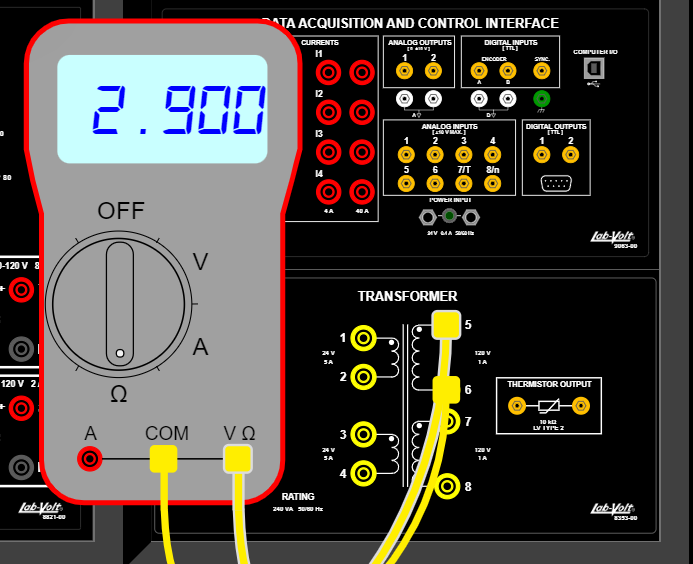 DATA ACQUISITION AND CONTROL INTERFACE
CURRENTS
I1
I2
I3
I4
4 A
40 A
ANALOG OUTPUTS
1 2
DIGITAL INPUTS
[ TTL ]
ENCODER SYNC.
A B
COMPUTER I/O
A
D
ANALOG INPUTS
[ ±10 V MAX. ]
1 2 3 4
5 6 7/T 8/n
DIGITAL OUTPUTS
[ TTL ]
1 2
POWER INPUT
24 V 0.4 A 50/60 Hz
Lab-Volt®
9063-00
2.900
OFF
V
A
Ω
A COM V Ω
0
/ 80
0-120 V 8
120 V 2
Lab-Volt®
8821-00
TRANSFORMER
1
2
3
4
24 V
5 A
24 V
5 A
5
6
7
8
120 V
1 A
120 V
1 A
THERMISTOR OUTPUT
10 kΩ
LV TYPE 2
RATING
240 VA 50/60 Hz
Lab-Volt®
8353-00